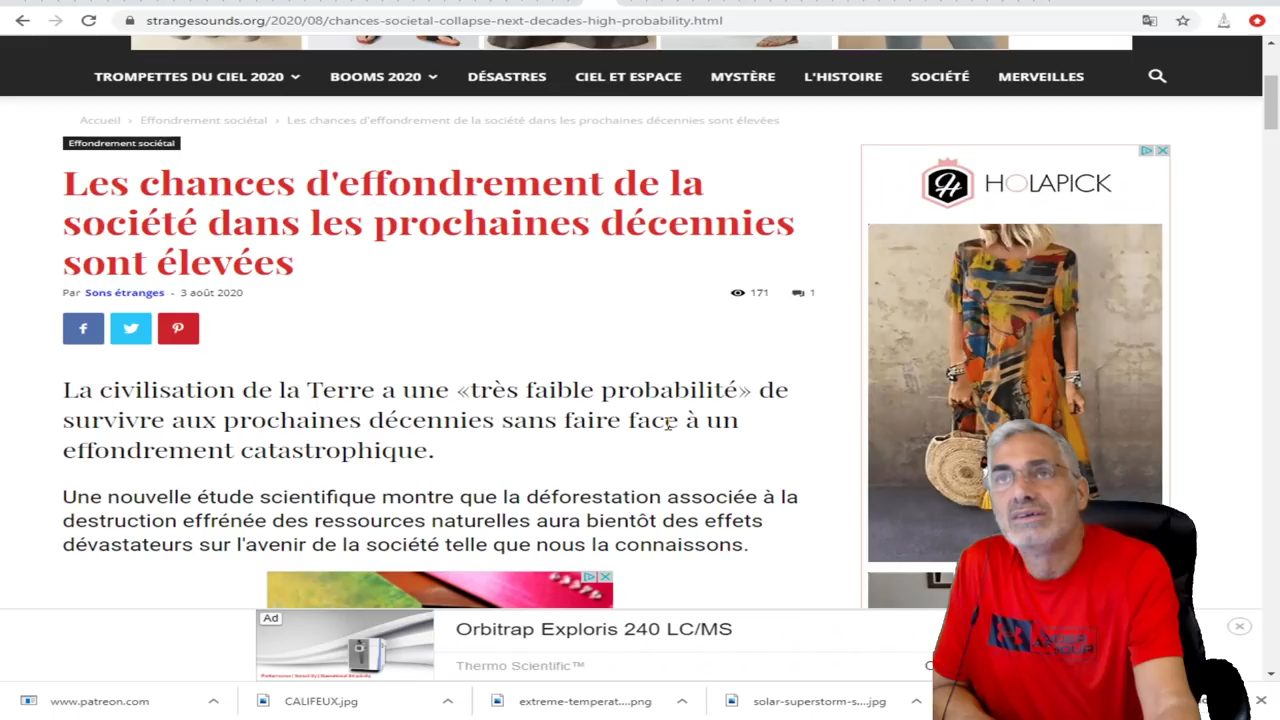 strangesounds.org/2020/08/chances-societal-collapse-next-decades-high-probability.html
TROMPETTES DU CIEL 2020 BOOMS 2020 DÉSASTRES CIEL ET ESPACE MYSTÈRE L'HISTOIRE SOCIÉTÉ MERVEILLES
Accueil › Effondrement sociétal › Les chances d'effondrement de la société dans les prochaines décennies sont élevées
Effondrement sociétal
Les chances d'effondrement de la
société dans les prochaines décennies
sont élevées
Par Sons étranges - 3 août 2020
171 1
La civilisation de la Terre a une «très faible probabilité» de
survivre aux prochaines décennies sans faire face à un
effondrement catastrophique.
Une nouvelle étude scientifique montre que la déforestation associée à la
destruction effrénée des ressources naturelles aura bientôt des effets
dévastateurs sur l'avenir de la société telle que nous la connaissons.
HOLAPICK
Ad
Orbitrap Exploris 240 LC/MS
Thermo Scientific™
www.patreon.com CALIFEUX.jpg extreme-temperat....png solar-superstorm-s....jpg